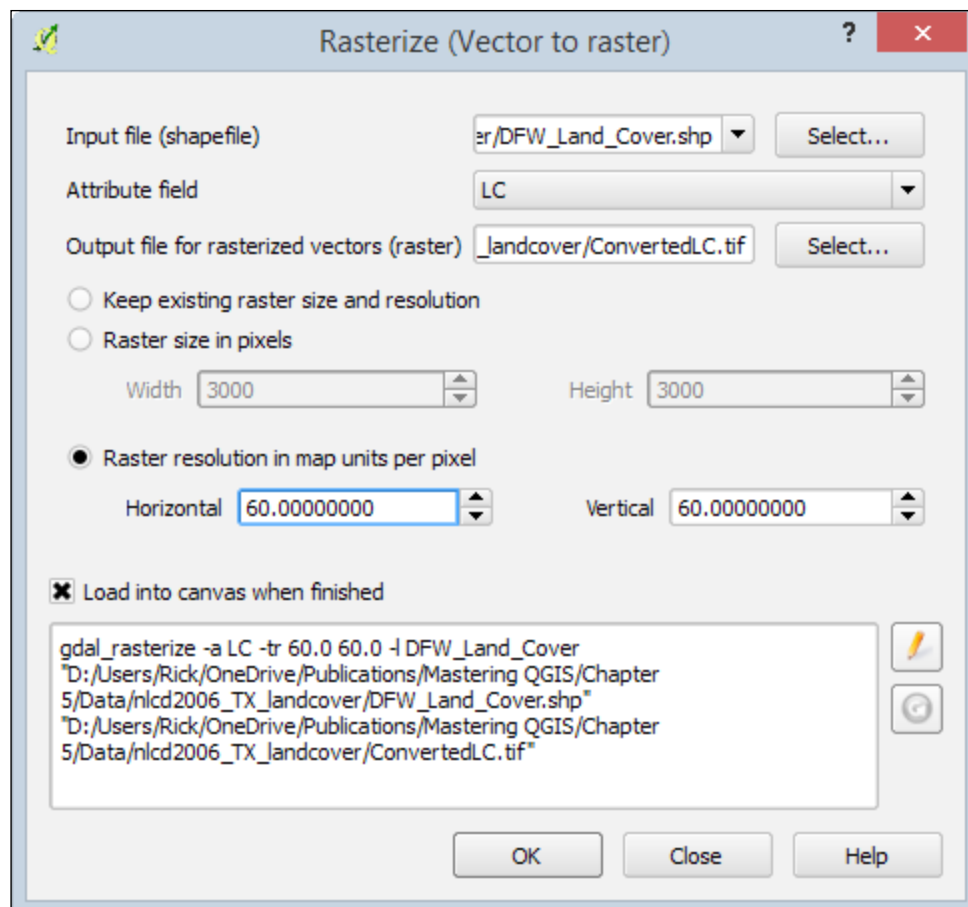 Rasterize (Vector to raster)
?
Input file (shapefile)
er/DFW_Land_Cover.shp
Select...
Attribute field
LC
Output file for rasterized vectors (raster)
_landcover/ConvertedLC.tif
Select...
Keep existing raster size and resolution
Raster size in pixels
Width
3000
Height
3000
Raster resolution in map units per pixel
Horizontal
60.00000000
Vertical
60.00000000
Load into canvas when finished
gdal_rasterize -a LC -tr 60.0 60.0 -l DFW_Land_Cover
"D:/Users/Rick/OneDrive/Publications/Mastering QGIS/Chapter
5/Data/nlcd2006_TX_landcover/DFW_Land_Cover.shp"
"D:/Users/Rick/OneDrive/Publications/Mastering QGIS/Chapter
5/Data/nlcd2006_TX_landcover/ConvertedLC.tif"
OK
Close
Help